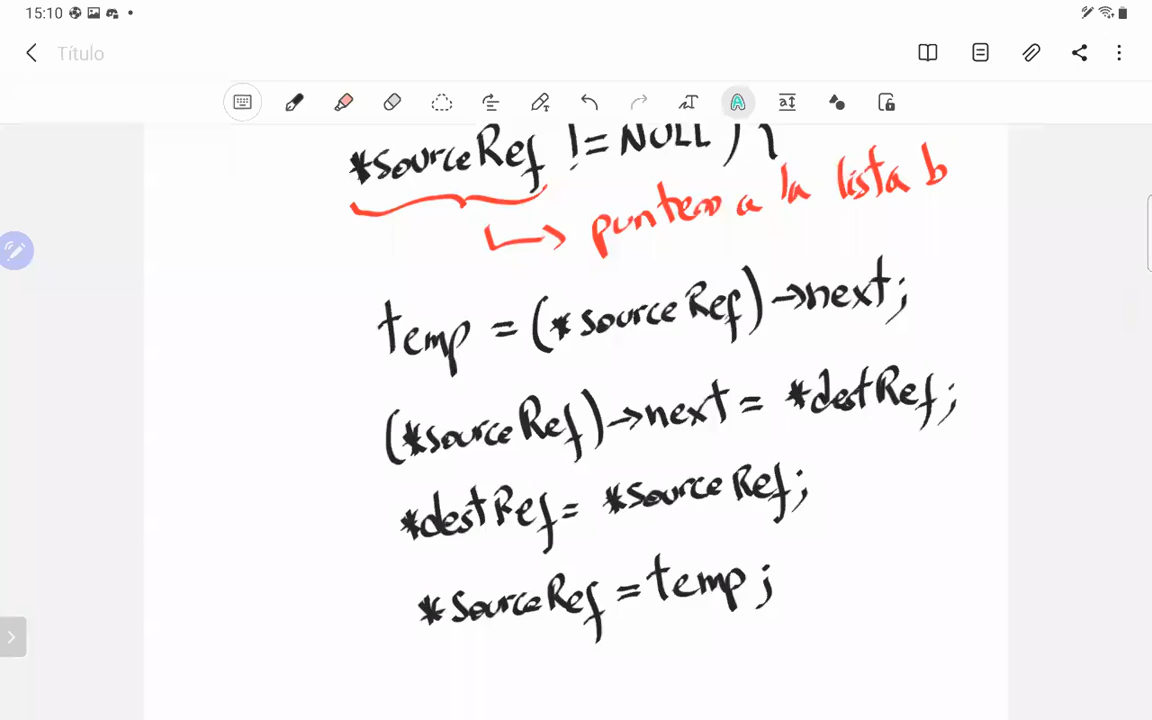 15:10
Título
*sourceRef != NULL) {
puntero a la lista b
temp = (*sourceRef)->next;
(*sourceRef)->next = *destRef;
*destRef = *sourceRef;
*sourceRef = temp;